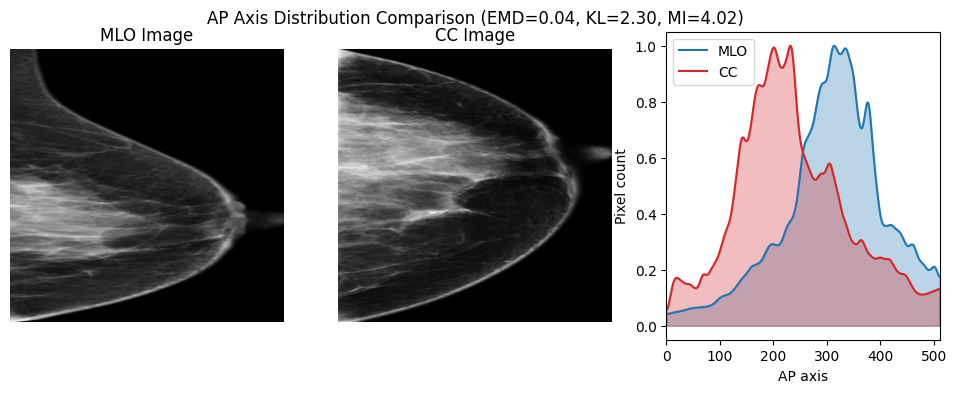 AP Axis Distribution Comparison (EMD=0.04, KL=2.30, MI=4.02)
MLO Image
CC Image
MLO
CC
Pixel count
1.0
0.8
0.6
0.4
0.2
0.0
0 100 200 300 400 500
AP axis